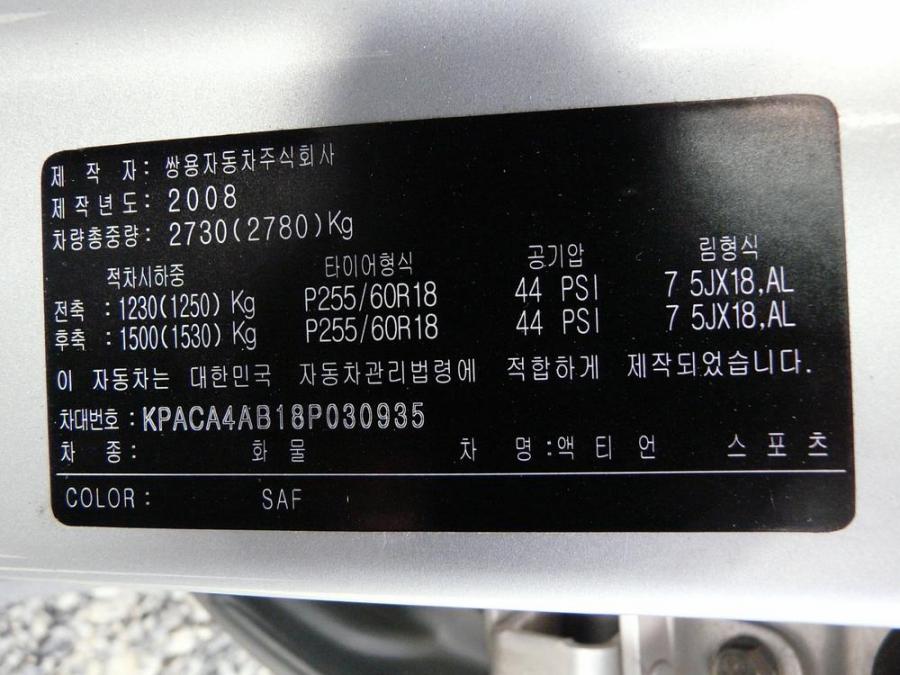 제 작 자: 쌍용자동차주식회사
제작년도: 2008
차량총중량: 2730(2780)Kg
적차시하중 타이어형식 공기압 림형식
전축 : 1230(1250) Kg P255/60R18 44 PSI 7 5JX18,AL
후축 : 1500(1530) Kg P255/60R18 44 PSI 7 5JX18,AL
이 자동차는 대한민국 자동차관리법령에 적합하게 제작되었습니다.
차대번호: KPACA4AB18P030935
차 종: 화 물 차 명:액 티 언 스 포 츠
COLOR: SAF